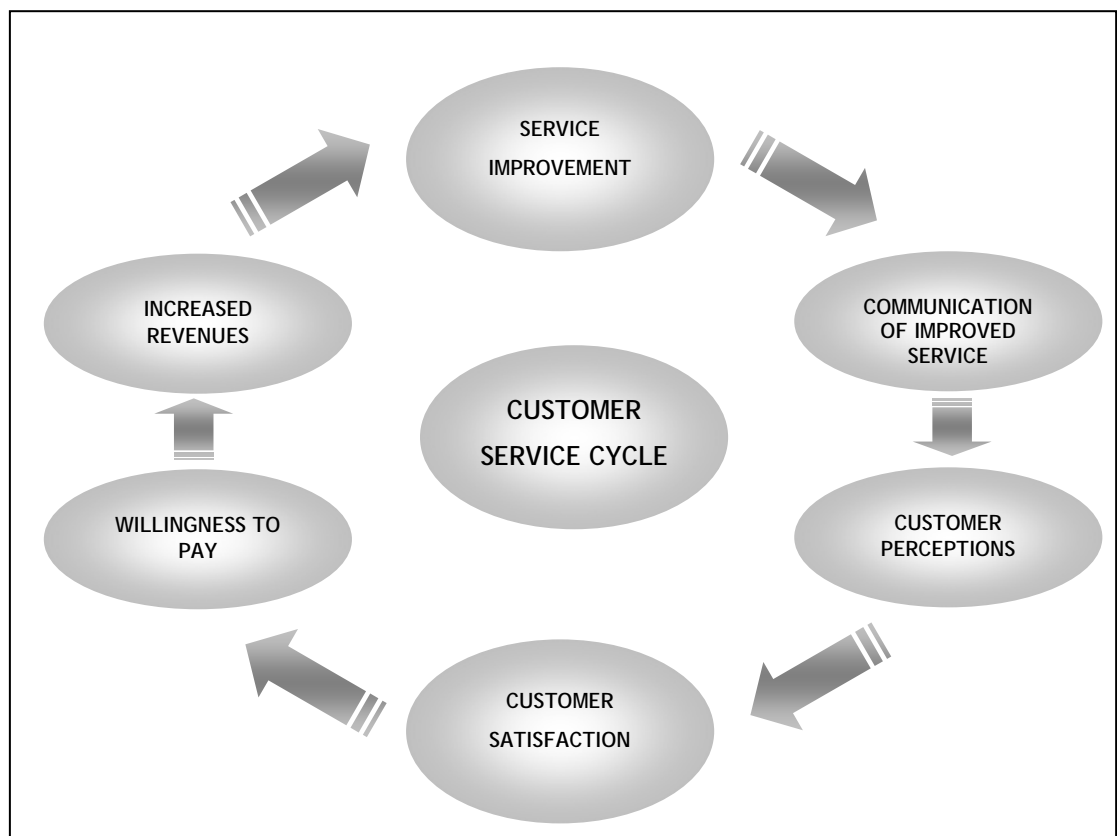 SERVICE
IMPROVEMENT
COMMUNICATION
OF IMPROVED
SERVICE
CUSTOMER
PERCEPTIONS
CUSTOMER
SATISFACTION
WILLINGNESS TO
PAY
INCREASED
REVENUES
CUSTOMER
SERVICE CYCLE